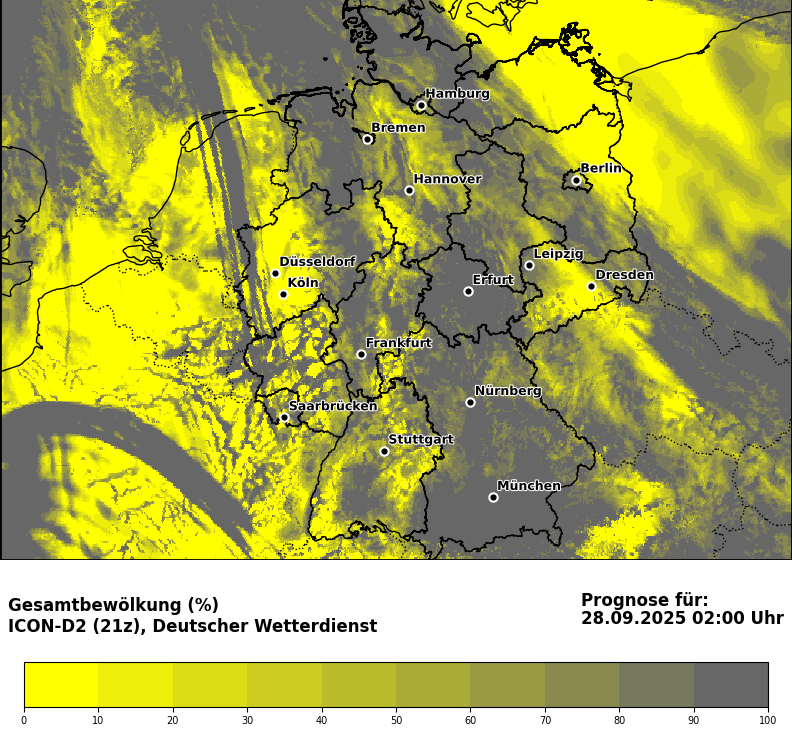 Hamburg
Bremen
Berlin
Hannover
Leipzig
Düsseldorf
Dresden
Erfurt
Köln
Frankfurt
Nürnberg
Saarbrücken
Stuttgart
München
Gesamtbewölkung (%)
ICON-D2 (21z), Deutscher Wetterdienst
Prognose für:
28.09.2025 02:00 Uhr
0 10 20 30 40 50 60 70 80 90 100